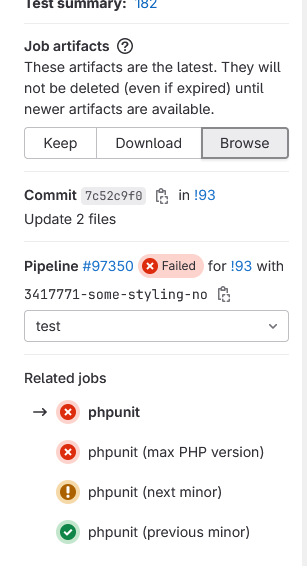 Test summary: 182
Job artifacts
These artifacts are the latest. They will
not be deleted (even if expired) until
newer artifacts are available.
Keep Download Browse
Commit 7c52c9f0 in !93
Update 2 files
Pipeline #97350 Failed for !93 with
3417771-some-styling-no
test
Related jobs
→ phpunit
phpunit (max PHP version)
phpunit (next minor)
phpunit (previous minor)